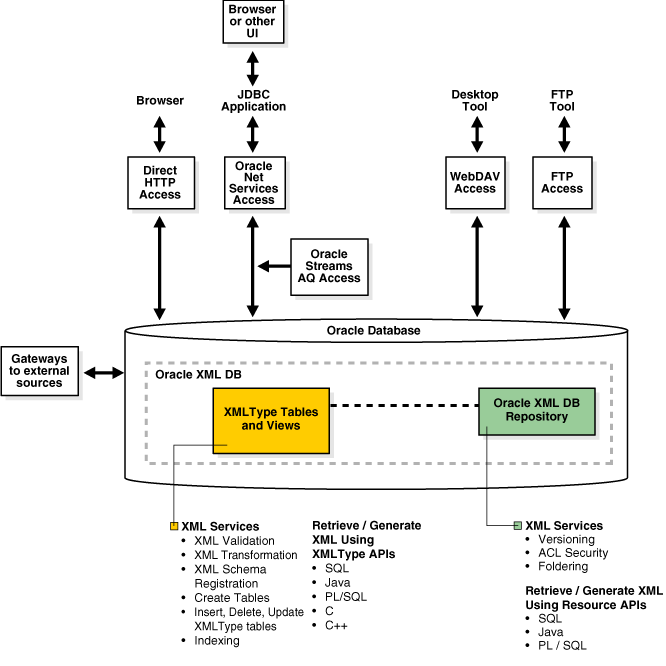 Browser
or other
UI
Browser
JDBC
Application
Desktop
Tool
FTP
Tool
Direct
HTTP
Access
Oracle
Net
Services
Access
WebDAV
Access
FTP
Access
Oracle
Streams
AQ Access
Oracle Database
Gateways
to external
sources
Oracle XML DB
XMLType Tables
and Views
Oracle XML DB
Repository
XML Services
• XML Validation
• XML Transformation
• XML Schema
Registration
• Create Tables
• Insert, Delete, Update
XMLType tables
• Indexing
Retrieve / Generate
XML Using
XMLType APIs
• SQL
• Java
• PL/SQL
• C
• C++
XML Services
• Versioning
• ACL Security
• Foldering
Retrieve / Generate XML
Using Resource APIs
• SQL
• Java
• PL / SQL